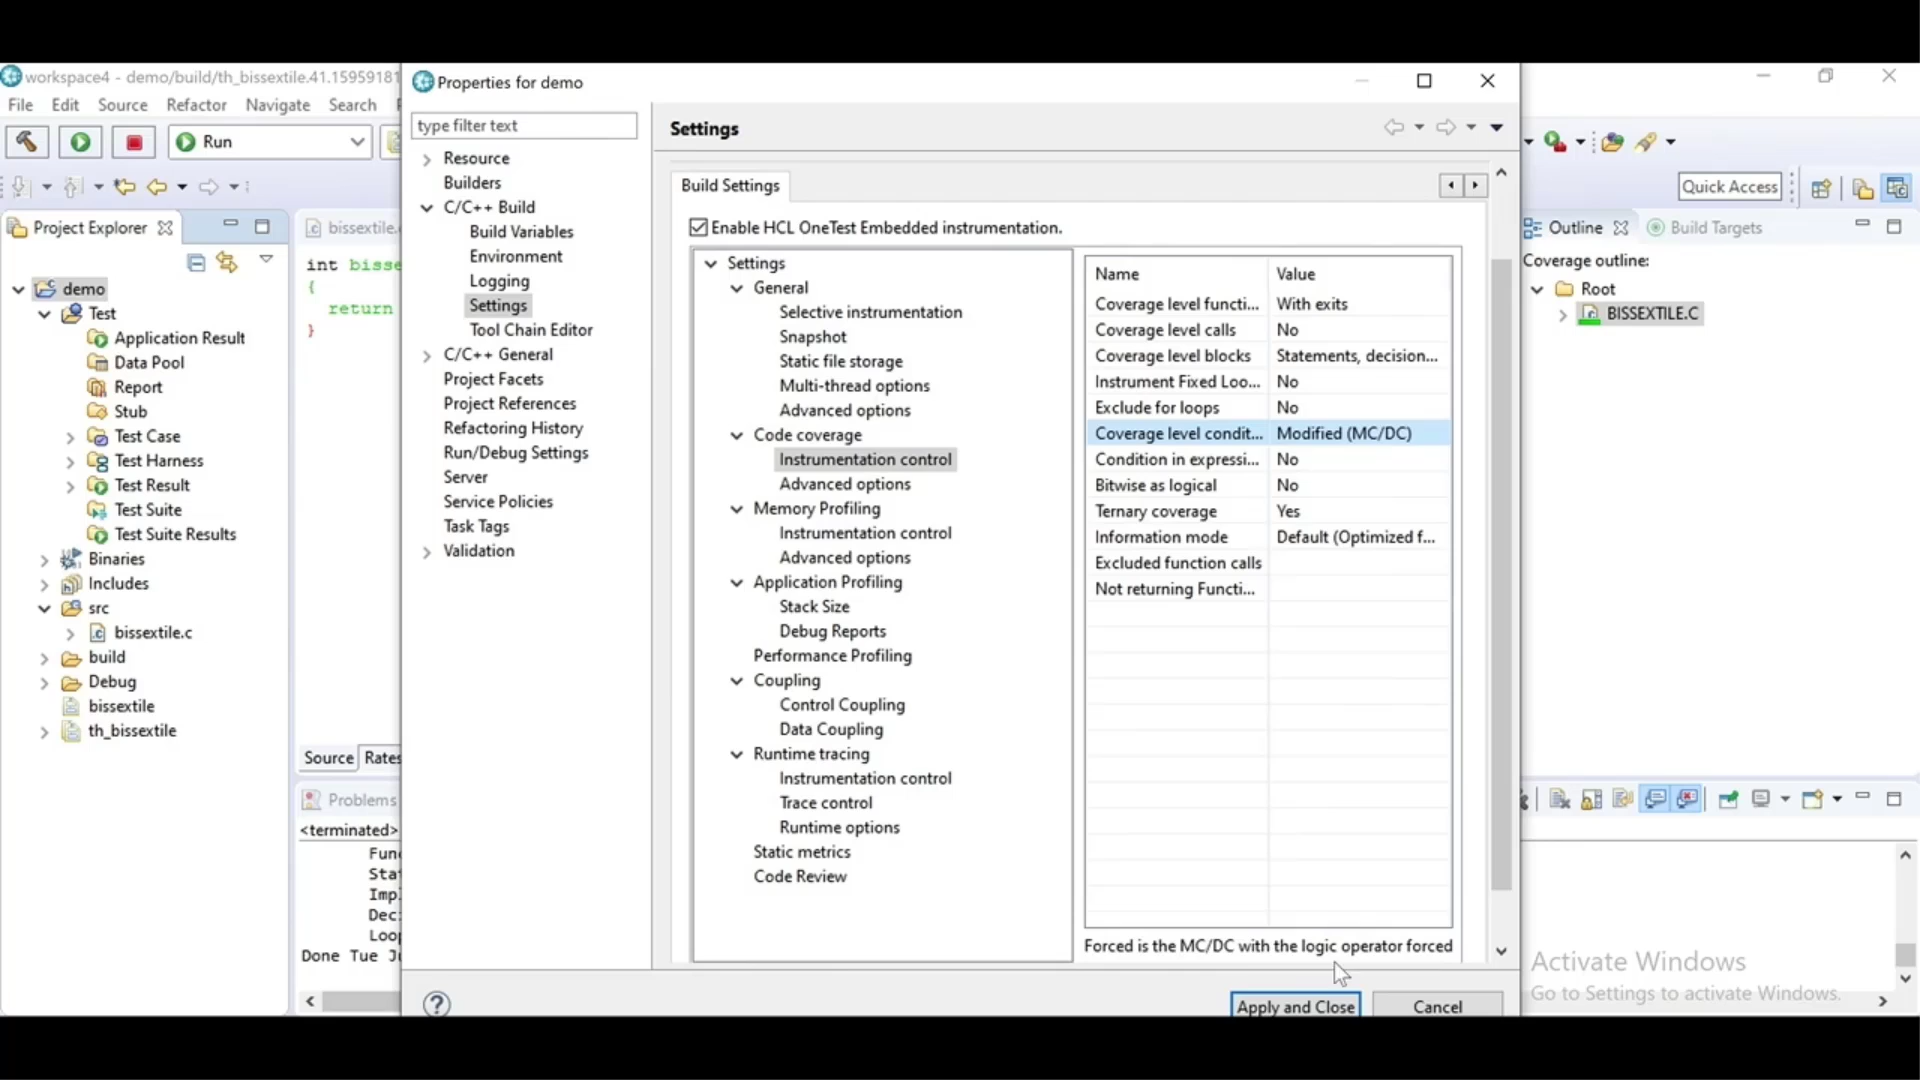 workspace4 - demo/build/th_bissextile.41.15959181
File Edit Source Refactor Navigate Search
Run
Quick Access
Project Explorer
demo
Test
Application Result
Data Pool
Report
Stub
Test Case
Test Harness
Test Result
Test Suite
Test Suite Results
Binaries
Includes
src
bissextile.c
build
Debug
bissextile
th_bissextile
bissextile.
int bisse
{
return
}
Source Rates
Problems
<terminated>
Fun
Sta
Imp
Dec
Loo
Done Tue J
Properties for demo
type filter text
Resource
Builders
C/C++ Build
Build Variables
Environment
Logging
Settings
Tool Chain Editor
C/C++ General
Project Facets
Project References
Refactoring History
Run/Debug Settings
Server
Service Policies
Task Tags
Validation
Settings
Build Settings
Enable HCL OneTest Embedded instrumentation.
Settings
General
Selective instrumentation
Snapshot
Static file storage
Multi-thread options
Advanced options
Code coverage
Instrumentation control
Advanced options
Memory Profiling
Instrumentation control
Advanced options
Application Profiling
Stack Size
Debug Reports
Performance Profiling
Coupling
Control Coupling
Data Coupling
Runtime tracing
Instrumentation control
Trace control
Runtime options
Static metrics
Code Review
Name Value
Coverage level functi... With exits
Coverage level calls No
Coverage level blocks Statements, decision...
Instrument Fixed Loo... No
Exclude for loops No
Coverage level condit... Modified (MC/DC)
Condition in expressi... No
Bitwise as logical No
Ternary coverage Yes
Information mode Default (Optimized f...
Excluded function calls
Not returning Functi...
Forced is the MC/DC with the logic operator forced
Apply and Close Cancel
Outline Build Targets
Coverage outline:
Root
BISSEXTILE.C
Activate Windows
Go to Settings to activate Windows.